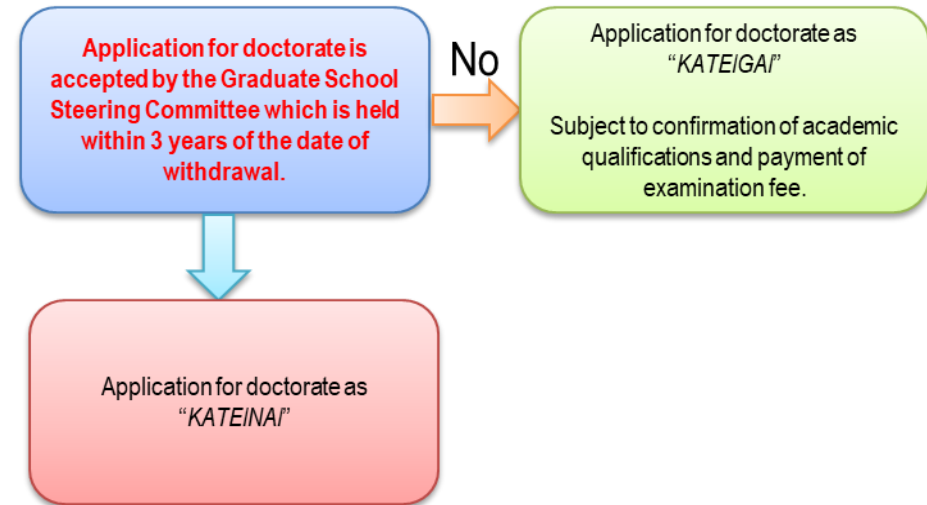 Application for doctorate is
accepted by the Graduate School
Steering Committee which is held
within 3 years of the date of
withdrawal.
No
Application for doctorate as
“KATEIGAI”
Subject to confirmation of academic
qualifications and payment of
examination fee.
Application for doctorate as
“KATEINAI”